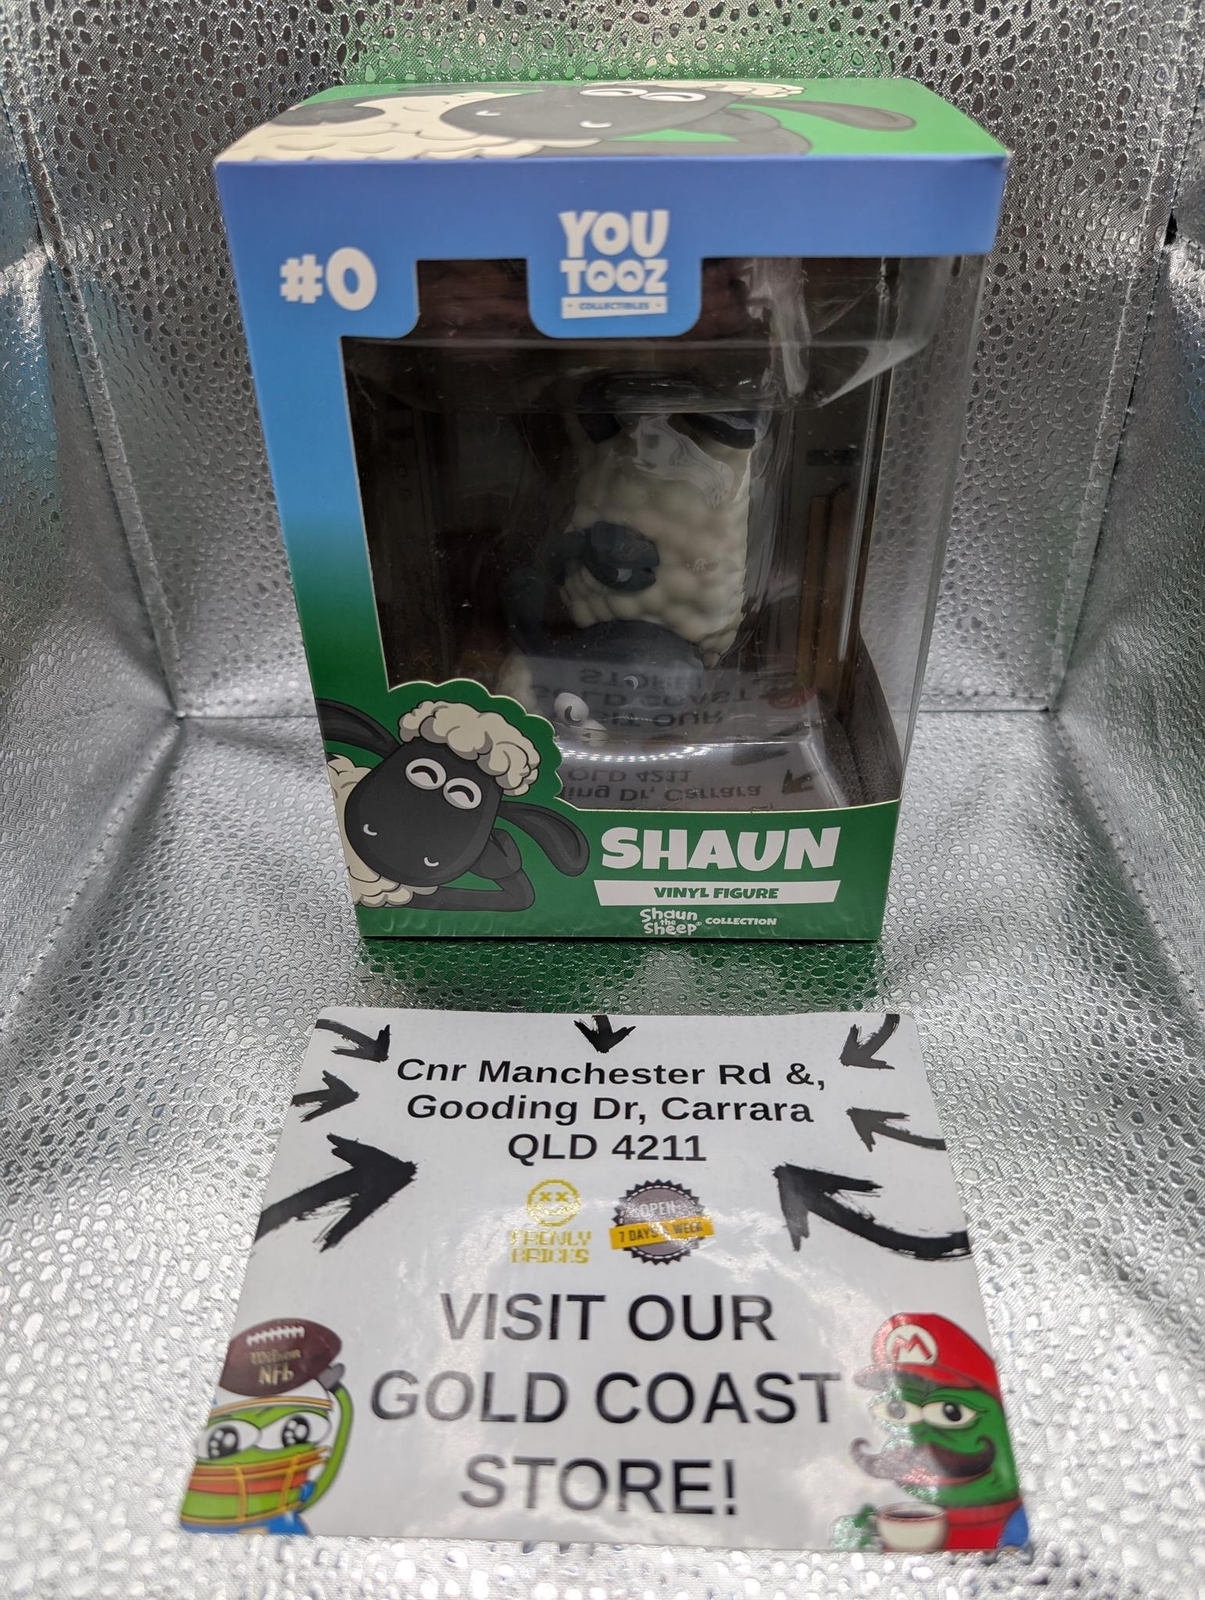 #0
YOU
TOOZ
COLLECTIBLES
SHAUN
VINYL FIGURE
Shaun
the
Sheep® COLLECTION
Cnr Manchester Rd &,
Gooding Dr, Carrara
QLD 4211
FRENLY
BRICKS
OPEN
7 DAYS A WEEK
Wilson
NFL
M
VISIT OUR
GOLD COAST
STORE!